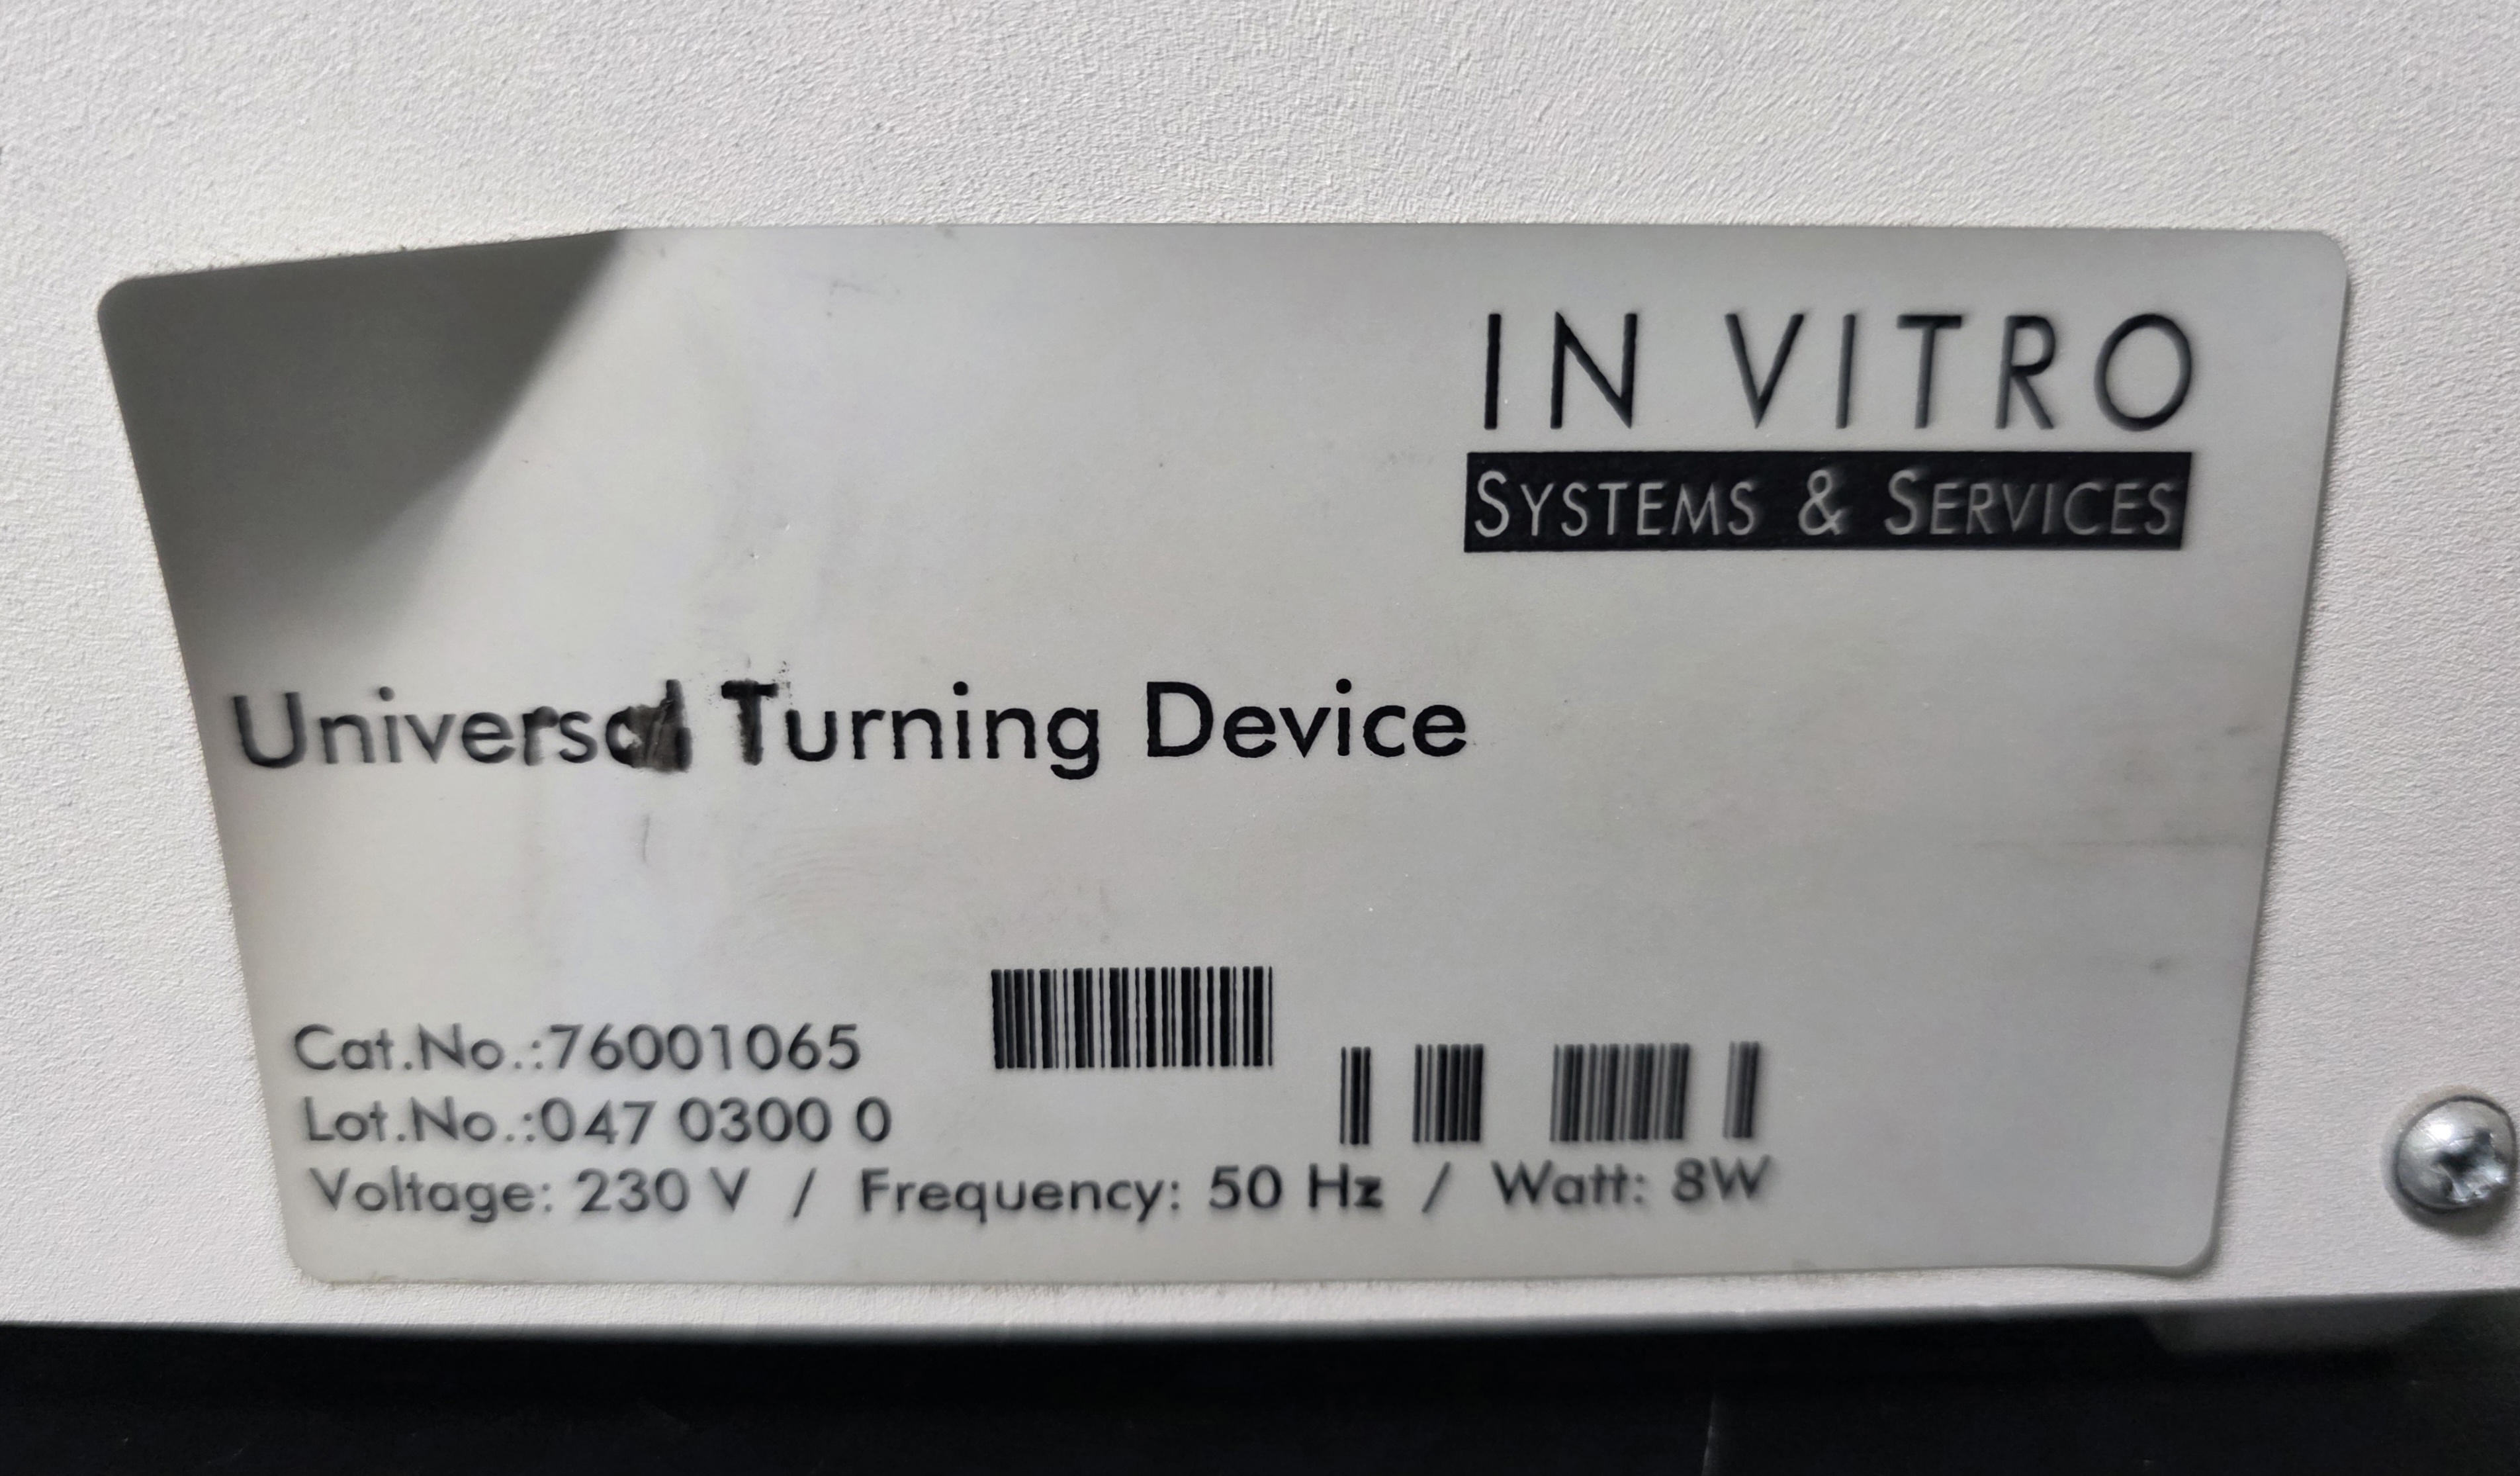 IN VITRO
SYSTEMS & SERVICES
Universal Turning Device
Cat.No.:76001065
Lot.No.:047 0300 0
Voltage: 230 V / Frequency: 50 Hz / Watt: 8W